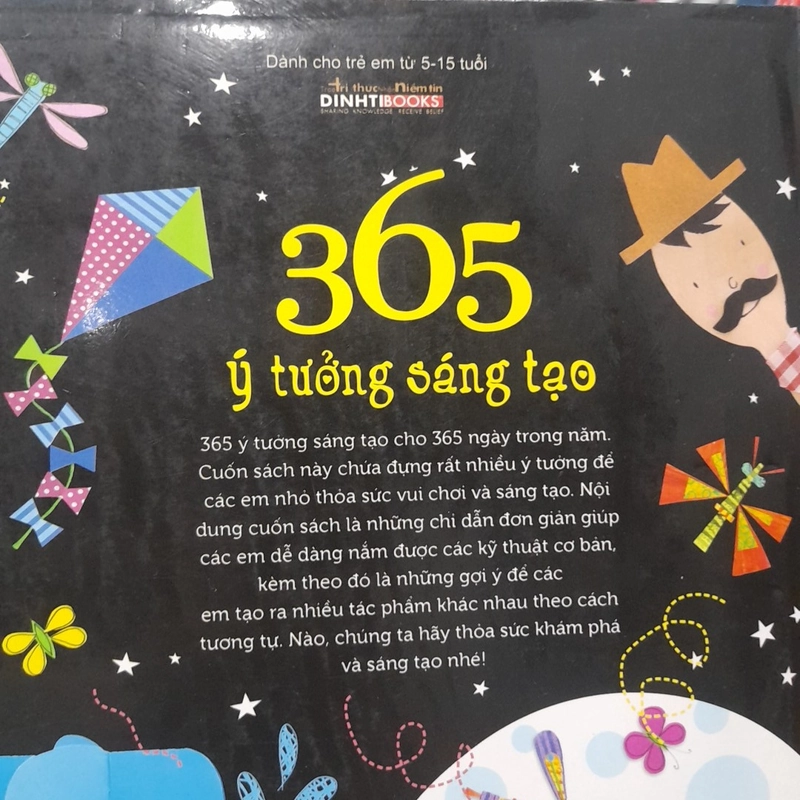 Dành cho trẻ em từ 5-15 tuổi
Trao tri thức Nhận niềm tin
DINHTIBOOKS
SHARING KNOWLEDGE RECEIVE BELIEF
365
ý tưởng sáng tạo
365 ý tưởng sáng tạo cho 365 ngày trong năm.
Cuốn sách này chứa đựng rất nhiều ý tưởng để
các em nhỏ thỏa sức vui chơi và sáng tạo. Nội
dung cuốn sách là những chỉ dẫn đơn giản giúp
các em dễ dàng nắm được các kỹ thuật cơ bản,
kèm theo đó là những gợi ý để các
em tạo ra nhiều tác phẩm khác nhau theo cách
tương tự. Nào, chúng ta hãy thỏa sức khám phá
và sáng tạo nhé!